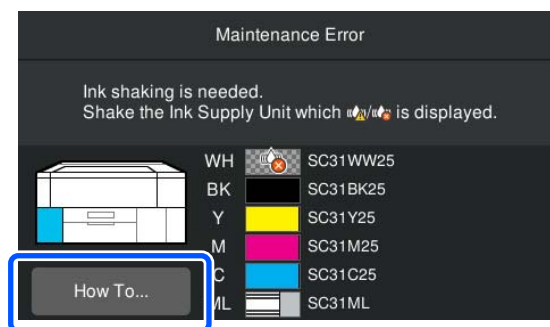 Maintenance Error
Ink shaking is needed.
Shake the Ink Supply Unit which / is displayed.
WH SC31WW25
BK SC31BK25
Y SC31Y25
M SC31M25
C SC31C25
ML SC31ML
How To...